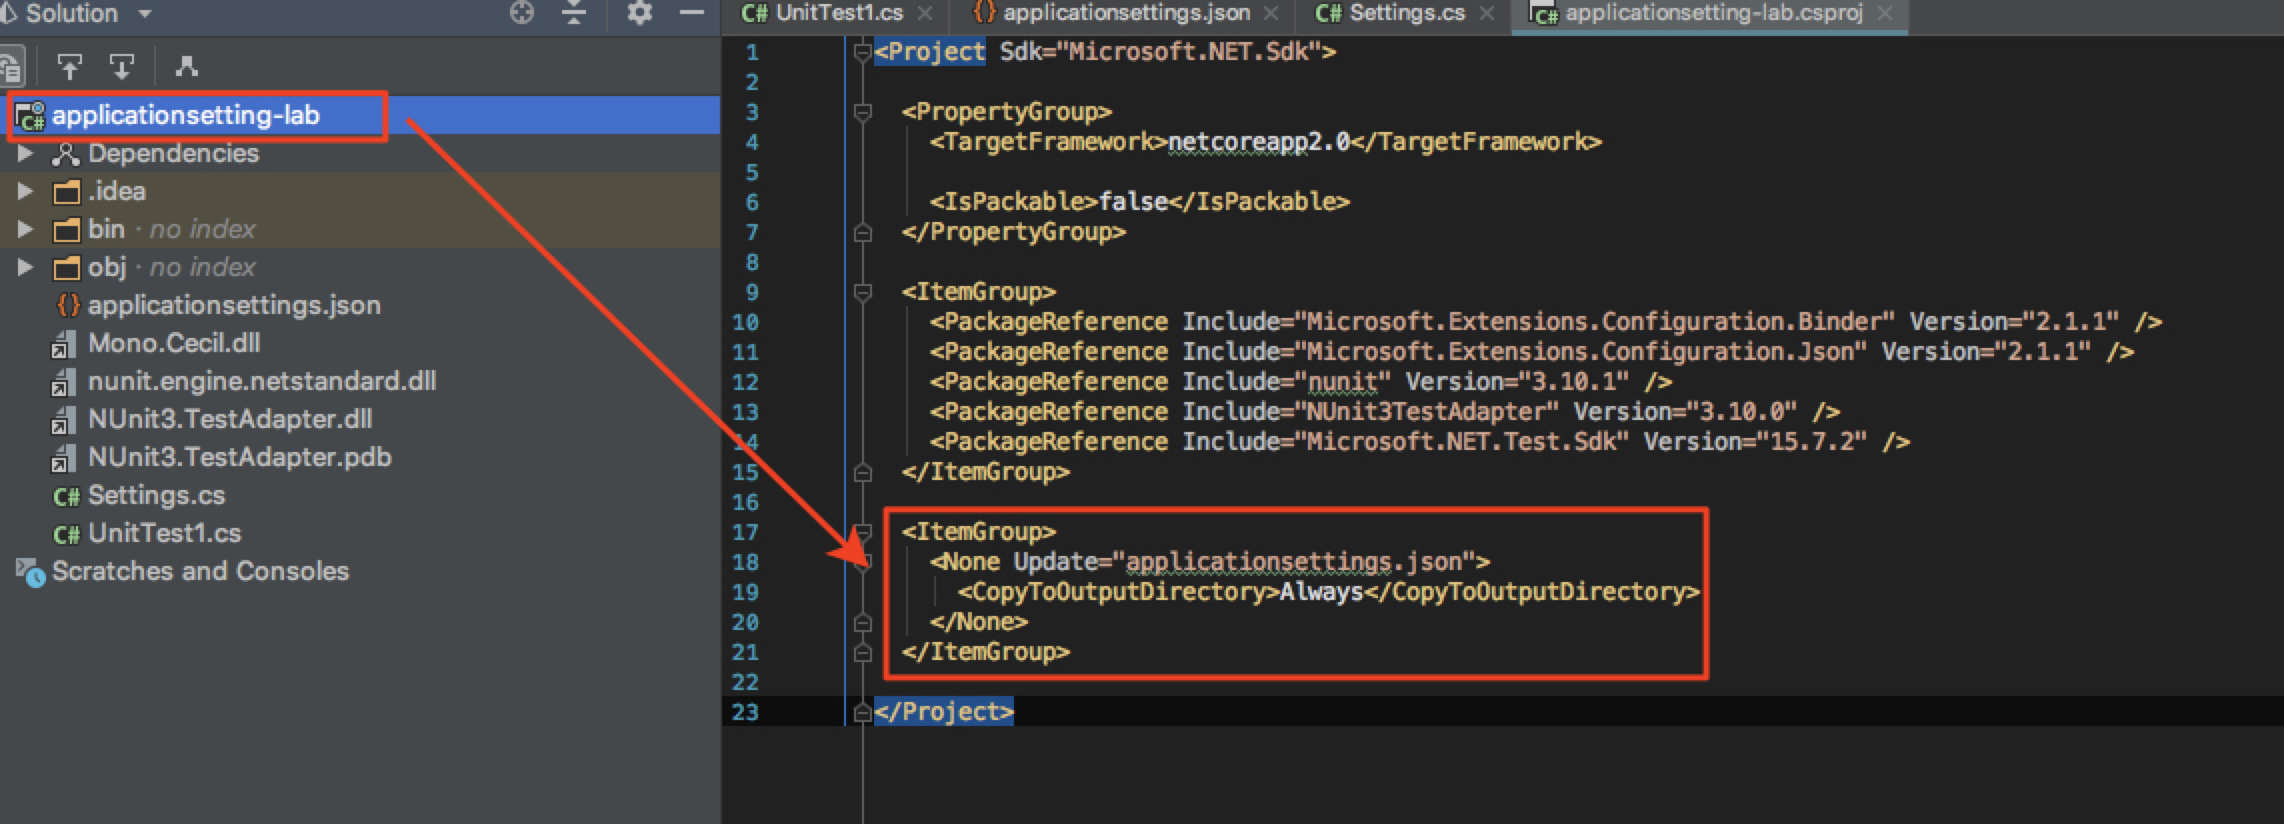 Solution
applicationsetting-lab
Dependencies
.idea
bin · no index
obj · no index
{} applicationsettings.json
Mono.Cecil.dll
nunit.engine.netstandard.dll
NUnit3.TestAdapter.dll
NUnit3.TestAdapter.pdb
C# Settings.cs
C# UnitTest1.cs
Scratches and Consoles
C# UnitTest1.cs × {} applicationsettings.json × C# Settings.cs × C# applicationsetting-lab.csproj ×
1 <Project Sdk="Microsoft.NET.Sdk">
2
3 <PropertyGroup>
4 <TargetFramework>netcoreapp2.0</TargetFramework>
5
6 <IsPackable>false</IsPackable>
7 </PropertyGroup>
8
9 <ItemGroup>
10 <PackageReference Include="Microsoft.Extensions.Configuration.Binder" Version="2.1.1" />
11 <PackageReference Include="Microsoft.Extensions.Configuration.Json" Version="2.1.1" />
12 <PackageReference Include="nunit" Version="3.10.1" />
13 <PackageReference Include="NUnit3TestAdapter" Version="3.10.0" />
14 <PackageReference Include="Microsoft.NET.Test.Sdk" Version="15.7.2" />
15 </ItemGroup>
16
17 <ItemGroup>
18 <None Update="applicationsettings.json">
19 <CopyToOutputDirectory>Always</CopyToOutputDirectory>
20 </None>
21 </ItemGroup>
22
23 </Project>